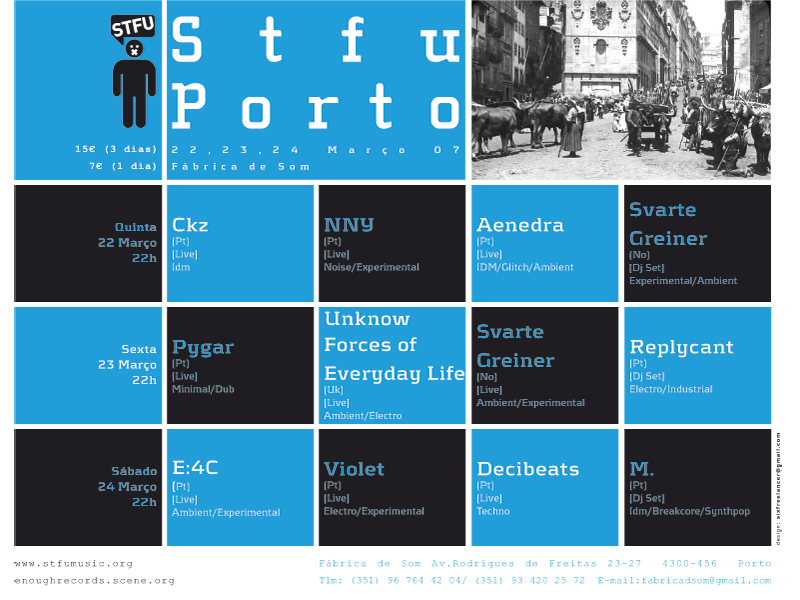 STFU
Stfu
Porto
15€ (3 dias)
7€ (1 dia)
22,23,24 Março 07
Fábrica de Som
Quinta
22 Março
22h
Ckz
(Pt)
[Live]
Idm
NNY
(Pt)
[Live]
Noise/Experimental
Aenedra
(Pt)
[Live]
IDM/Glitch/Ambient
Svarte
Greiner
(No)
[Dj Set]
Experimental/Ambient
Sexta
23 Março
22h
Pygar
(Pt)
[Live]
Minimal/Dub
Unknow
Forces of
Everyday Life
(Uk)
[Live]
Ambient/Electro
Svarte
Greiner
(No)
[Live]
Ambient/Experimental
Replycant
(Pt)
[Dj Set]
Electro/Industrial
Sábado
24 Março
22h
E:4C
(Pt)
[Live]
Ambient/Experimental
Violet
(Pt)
[Live]
Electro/Experimental
Decibeats
(Pt)
[Live]
Techno
M.
(Pt)
[Dj Set]
Idm/Breakcore/Synthpop
design: sixfreelancer@gmail.com
www.stfumusic.org
enoughrecords.scene.org
Fábrica de Som Av.Rodrigues de Freitas 23-27 4300-456 Porto
Tlm: (351) 96 764 42 04/ (351) 93 420 25 72 E-mail:fabricadsom@gmail.com